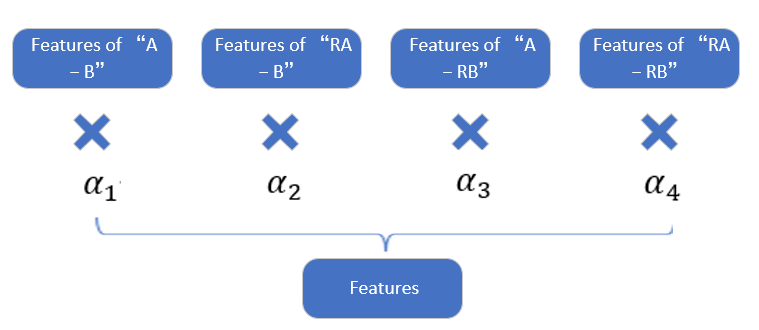 Features of “A
– B”
Features of “RA
– B”
Features of “A
– RB”
Features of “RA
– RB”
α₁
α₂
α₃
α₄
Features